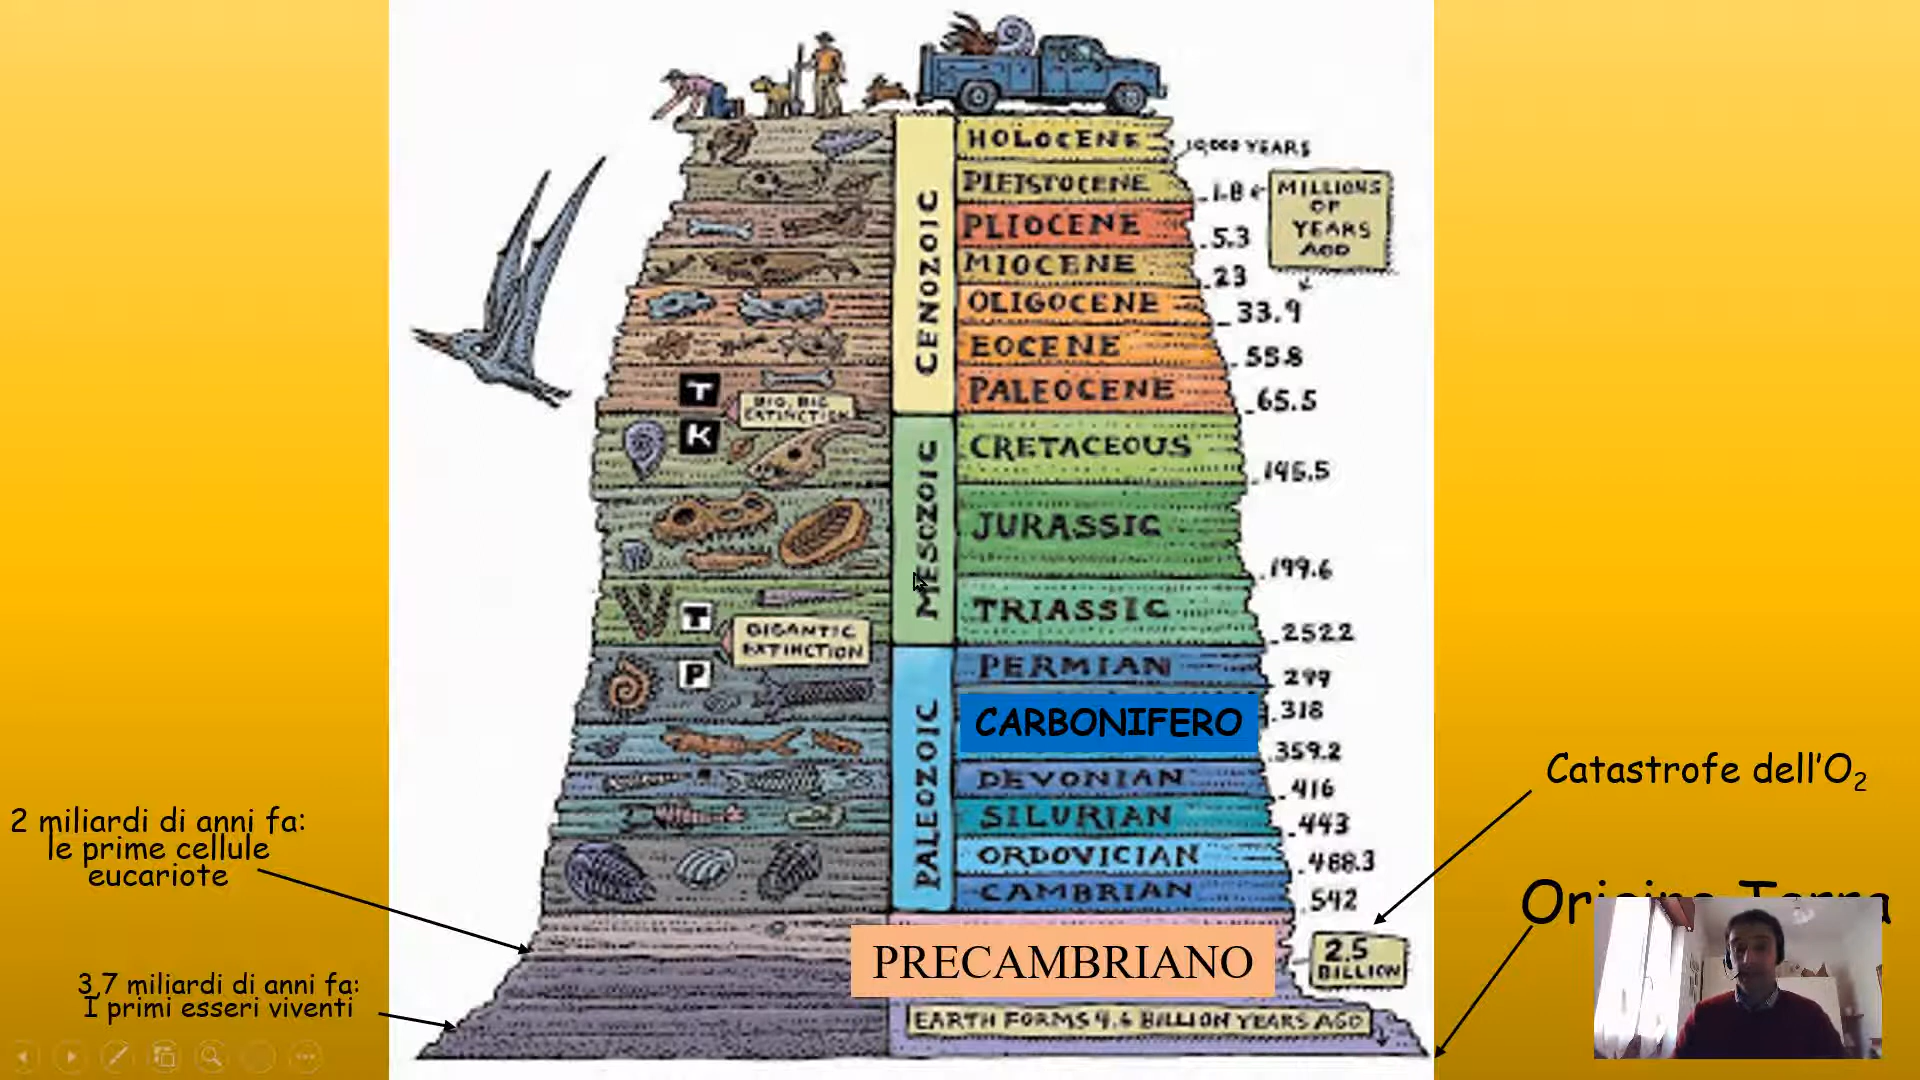 HOLOCENE
10,000 YEARS
PLEISTOCENE
1.8
MILLIONS
OF
YEARS
AGO
PLIOCENE
5.3
MIOCENE
23
OLIGOCENE
33.9
EOCENE
55.8
PALEOCENE
65.5
CENOZOIC
T
BIG, BIG
EXTINCTION
K
CRETACEOUS
145.5
JURASSIC
199.6
MESOZOIC
TRIASSIC
T
GIGANTIC
EXTINCTION
252.2
P
PERMIAN
299
CARBONIFERO
318
359.2
PALEOZOIC
DEVONIAN
416
SILURIAN
443
ORDOVICIAN
488.3
CAMBRIAN
542
Catastrofe dell'O2
2 miliardi di anni fa:
le prime cellule
eucariote
PRECAMBRIANO
2.5
BILLION
3,7 miliardi di anni fa:
I primi esseri viventi
EARTH FORMS 4.6 BILLION YEARS AGO
Origine Terra